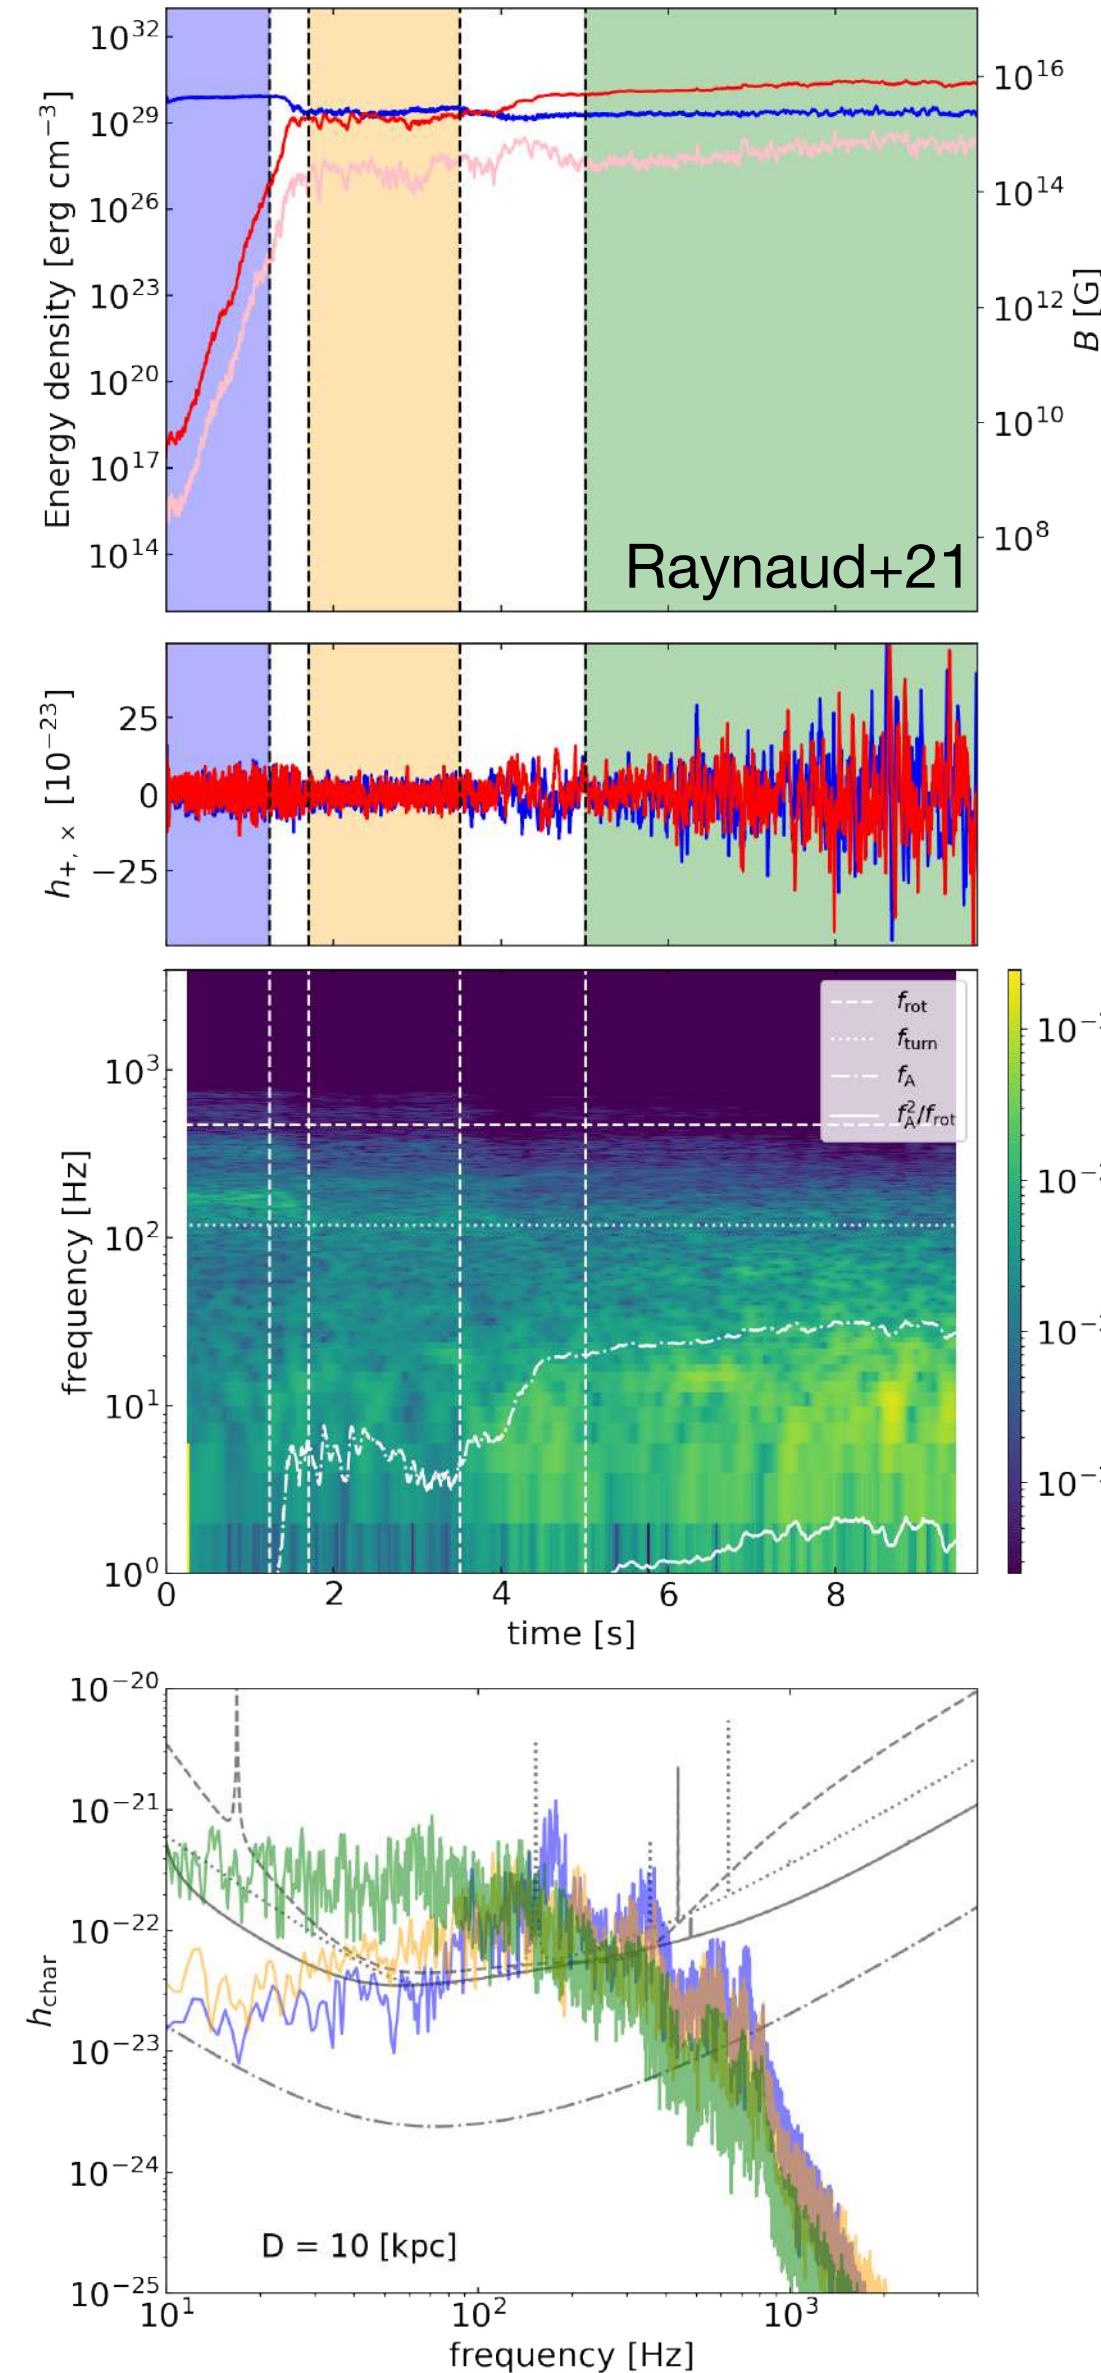 10^32
10^29
10^26
10^23
10^20
10^17
10^14
Energy density [erg cm^−3]
10^16
10^14
10^12
10^10
10^8
B [G]
Raynaud+21
25
0
−25
h_+, × [10^−23]
f_rot
f_turn
f_A
f_A^2/f_rot
10^3
10^2
10^1
10^0
frequency [Hz]
0 2 4 6 8
time [s]
10^−20
10^−21
10^−22
10^−23
10^−24
10^−25
h_char
D = 10 [kpc]
10^1 10^2 10^3
frequency [Hz]